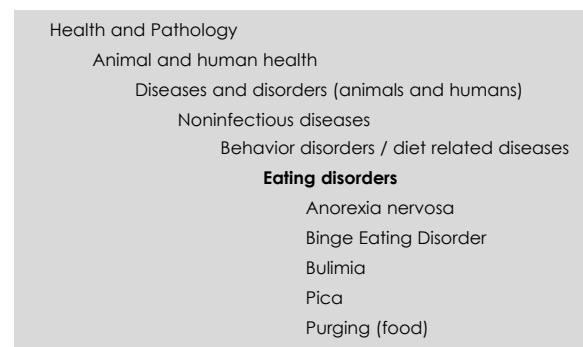 Health and Pathology
Animal and human health
Diseases and disorders (animals and humans)
Noninfectious diseases
Behavior disorders / diet related diseases
Eating disorders
Anorexia nervosa
Binge Eating Disorder
Bulimia
Pica
Purging (food)